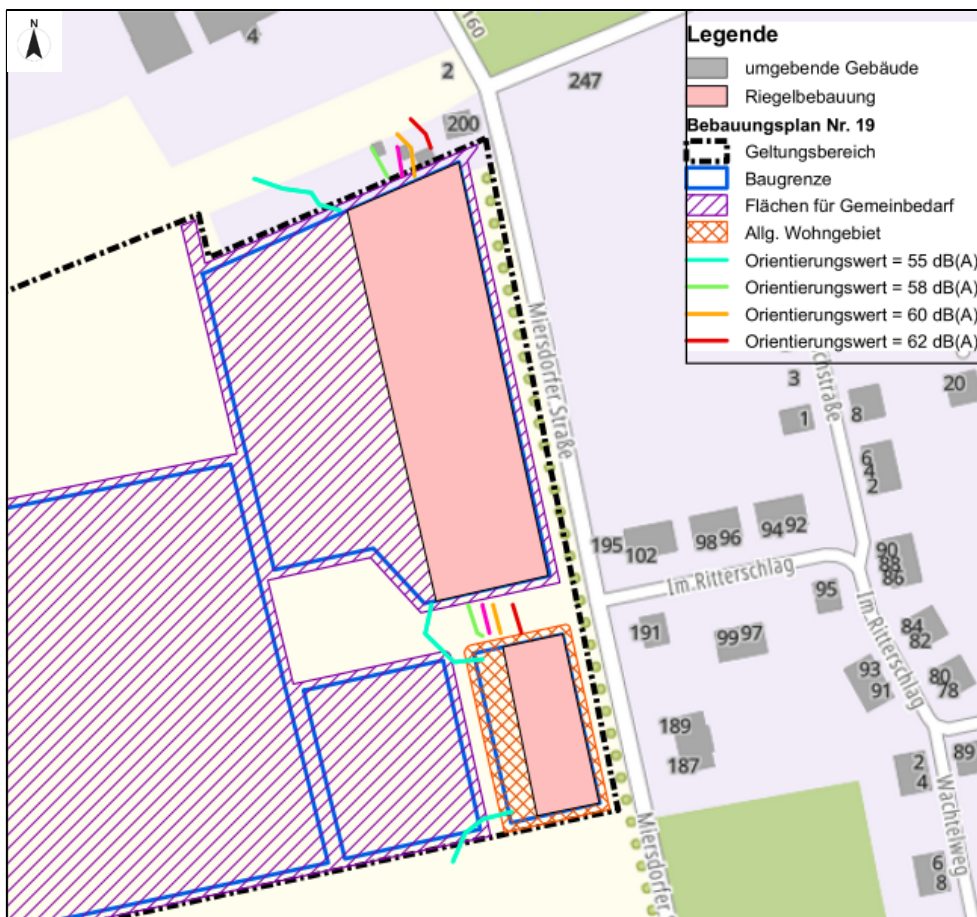 N
4
160
2
247
200
Legende
umgebende Gebäude
Riegelbebauung
Bebauungsplan Nr. 19
Geltungsbereich
Baugrenze
Flächen für Gemeinbedarf
Allg. Wohngebiet
Orientierungswert = 55 dB(A)
Orientierungswert = 58 dB(A)
Orientierungswert = 60 dB(A)
Orientierungswert = 62 dB(A)
Miersdorfer Straße
chstraße
3
1
8
20
6
4
2
195
102
98
96
94
92
Im Ritterschlag
90
88
86
95
191
99
97
Im Ritterschlag
84
82
93
91
80
78
189
187
2
4
89
Wachtelweg
6
8
Miersdorfer